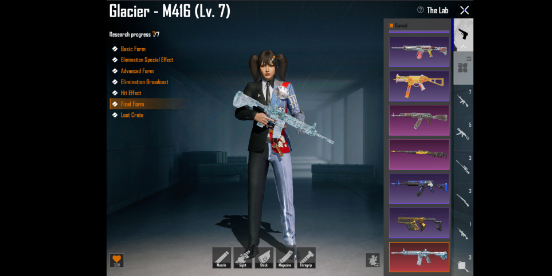 Glacier - M416 (Lv. 7)
The Lab
Research progress 7/7
Basic Form
Elimination Special Effect
Advanced Form
Elimination Broadcast
Hit Effect
Final Form
Loot Crate
Muzzle
Sight
Stock
Magazine
Foregrip